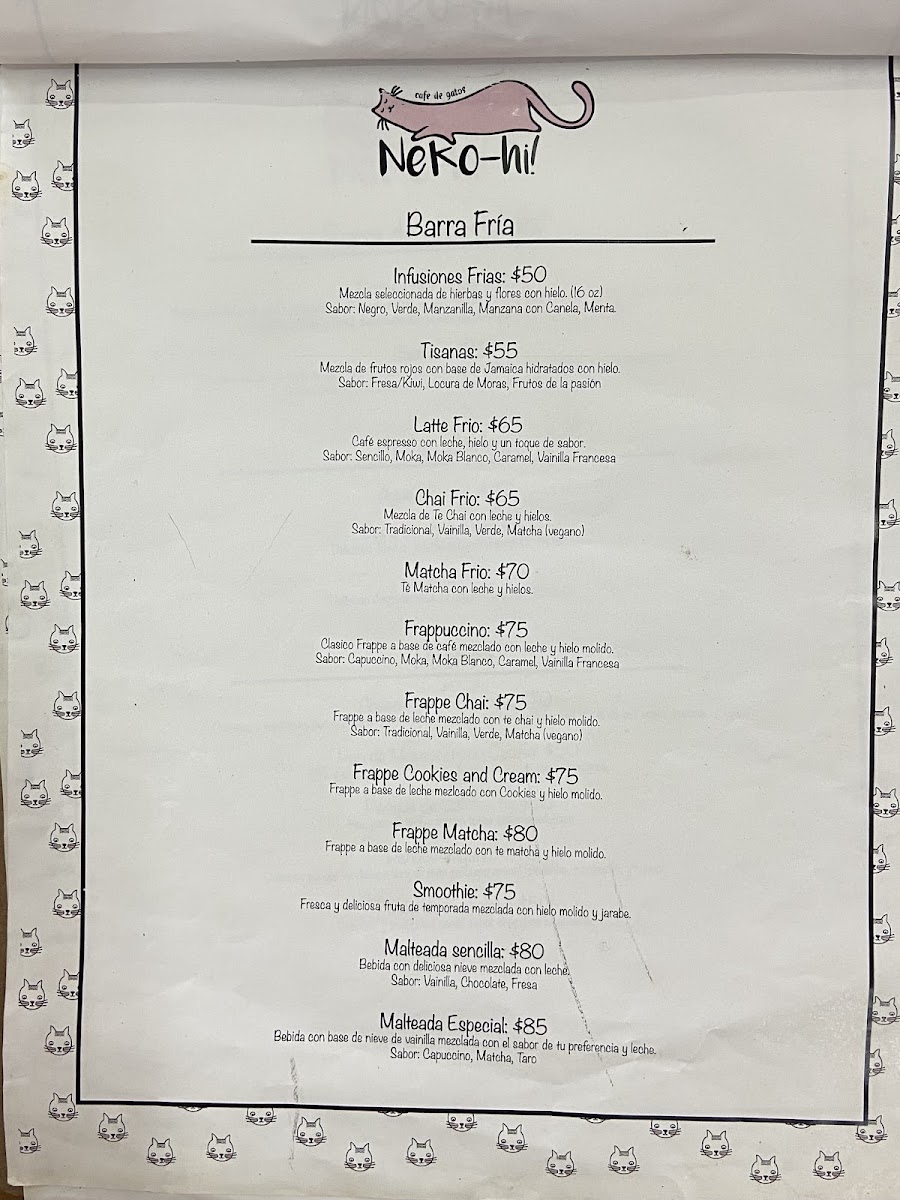 cafe de gatos
Neko-hi!
Barra Fría
Infusiones Frias: $50
Mezcla seleccionada de hierbas y flores con hielo. (16 oz)
Sabor: Negro, Verde, Manzanilla, Manzana con Canela, Menta.
Tisanas: $55
Mezcla de frutos rojos con base de Jamaica hidratados con hielo.
Sabor: Fresa/Kiwi, Locura de Moras, Frutos de la pasión
Latte Frio: $65
Café espresso con leche, hielo y un toque de sabor.
Sabor: Sencillo, Moka, Moka Blanco, Caramel, Vainilla Francesa
Chai Frio: $65
Mezcla de Te Chai con leche y hielos.
Sabor: Tradicional, Vainilla, Verde, Matcha (vegano)
Matcha Frio: $70
Té Matcha con leche y hielos.
Frappuccino: $75
Clasico Frappe a base de café mezclado con leche y hielo molido.
Sabor: Capuccino, Moka, Moka Blanco, Caramel, Vainilla Francesa
Frappe Chai: $75
Frappe a base de leche mezclado con te chai y hielo molido.
Sabor: Tradicional, Vainilla, Verde, Matcha (vegano)
Frappe Cookies and Cream: $75
Frappe a base de leche mezlcado con Cookies y hielo molido.
Frappe Matcha: $80
Frappe a base de leche mezclado con te matcha y hielo molido.
Smoothie: $75
Fresca y deliciosa fruta de temporada mezclada con hielo molido y jarabe.
Malteada sencilla: $80
Bebida con deliciosa nieve mezclada con leche.
Sabor: Vainilla, Chocolate, Fresa
Malteada Especial: $85
Bebida con base de nieve de vainilla mezclada con el sabor de tu preferencia y leche.
Sabor: Capuccino, Matcha, Taro